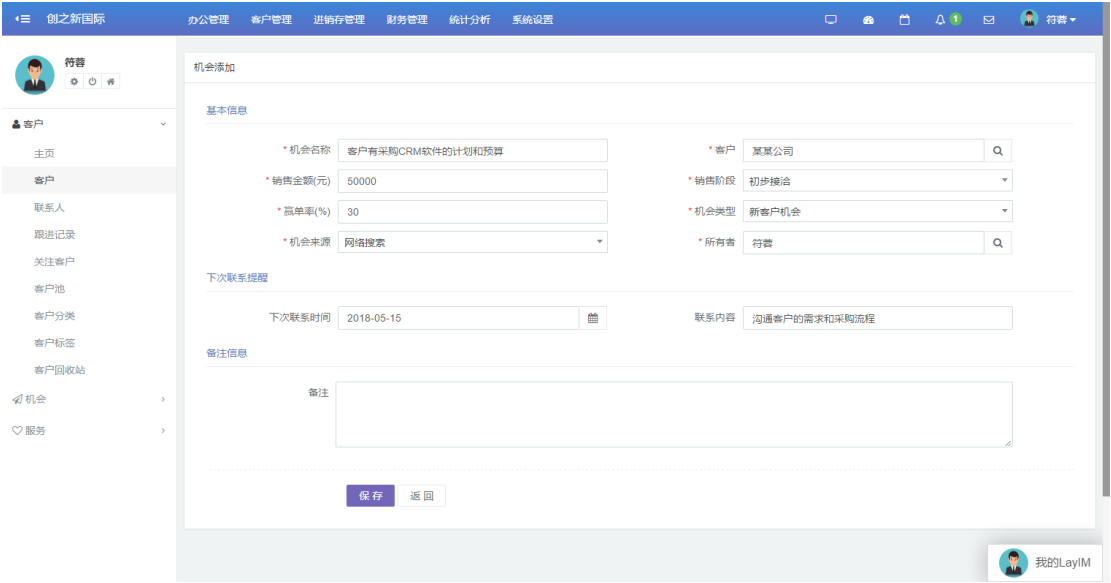 创之新国际 办公管理 客户管理 进销存管理 财务管理 统计分析 系统设置 1 符蓉
符蓉
客户
主页
客户
联系人
跟进记录
关注客户
客户池
客户分类
客户标签
客户回收站
机会
服务
机会添加
基本信息
* 机会名称 客户有采购CRM软件的计划和预算 * 客户 某某公司
* 销售金额(元) 50000 * 销售阶段 初步接洽
* 赢单率(%) 30 * 机会类型 新客户机会
* 机会来源 网络搜索 * 所有者 符蓉
下次联系提醒
下次联系时间 2018-05-15 联系内容 沟通客户的需求和采购流程
备注信息
备注
保存 返回
我的LayIM